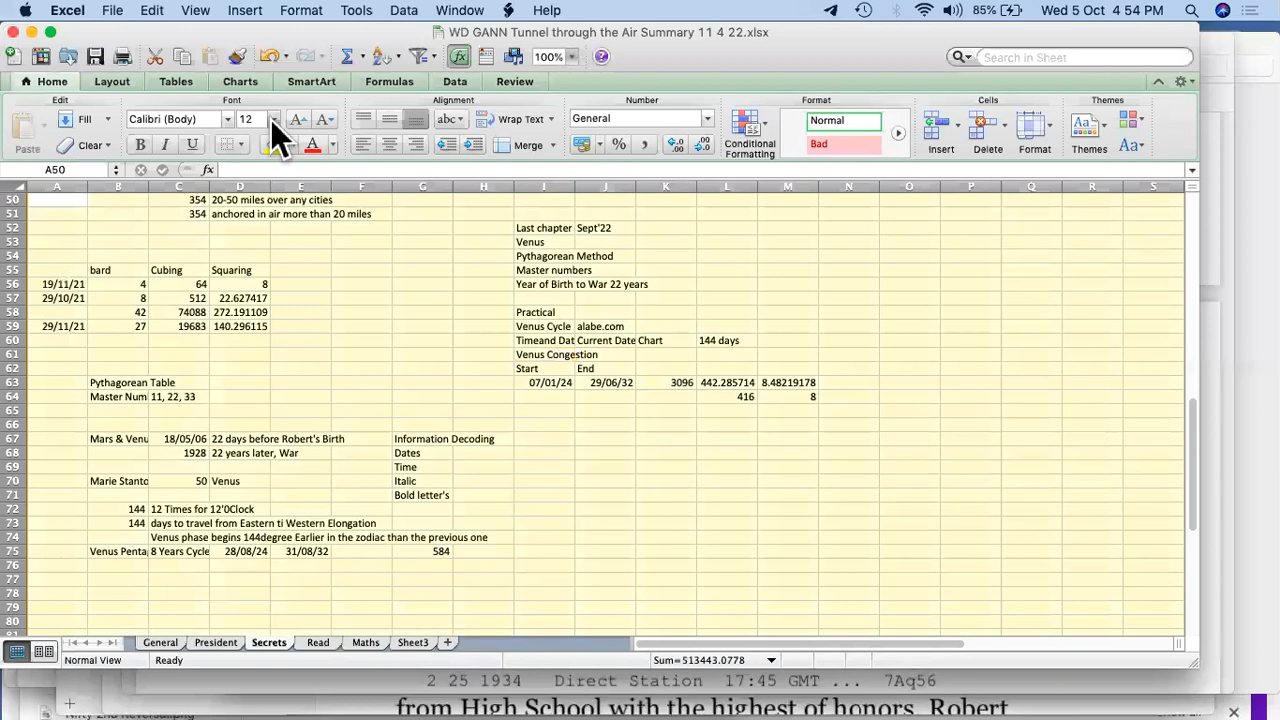 Excel File Edit View Insert Format Tools Data Window Help 85% Wed 5 Oct 4:54 PM
WD GANN Tunnel through the Air Summary 11 4 22.xlsx
100% Search in Sheet
Home Layout Tables Charts SmartArt Formulas Data Review
Edit Font Alignment Number Format Cells Themes
Fill Calibri (Body) 12 abc Wrap Text General Normal
Paste Clear B I U A Merge % Conditional Formatting Bad Insert Delete Format Themes Aa
A50 fx
A B C D E F G H I J K L M N O P Q R S
50 354 20-50 miles over any cities
51 354 anchored in air more than 20 miles
52 Last chapter Sept'22
53 Venus
54 Pythagorean Method
55 bard Cubing Squaring Master numbers
56 19/11/21 4 64 8 Year of Birth to War 22 years
57 29/10/21 8 512 22.627417
58 42 74088 272.191109 Practical
59 29/11/21 27 19683 140.296115 Venus Cycle alabe.com
60 Timeand Dat Current Date Chart 144 days
61 Venus Congestion
62 Start End
63 Pythagorean Table 07/01/24 29/06/32 3096 442.285714 8.48219178
64 Master Num 11, 22, 33 416 8
65
66
67 Mars & Venu 18/05/06 22 days before Robert's Birth Information Decoding
68 1928 22 years later, War Dates
69 Time
70 Marie Stanto 50 Venus Italic
71 Bold letter's
72 144 12 Times for 12'0Clock
73 144 days to travel from Eastern ti Western Elongation
74 Venus phase begins 144degree Earlier in the zodiac than the previous one
75 Venus Penta 8 Years Cycle 28/08/24 31/08/32 584
76
77
78
79
80
General President Secrets Read Maths Sheet3 +
Normal View Ready Sum=513443.0778
2 25 1934 Direct Station 17:45 GMT ... 7Aq56
from High School with the highest of honors. Robert